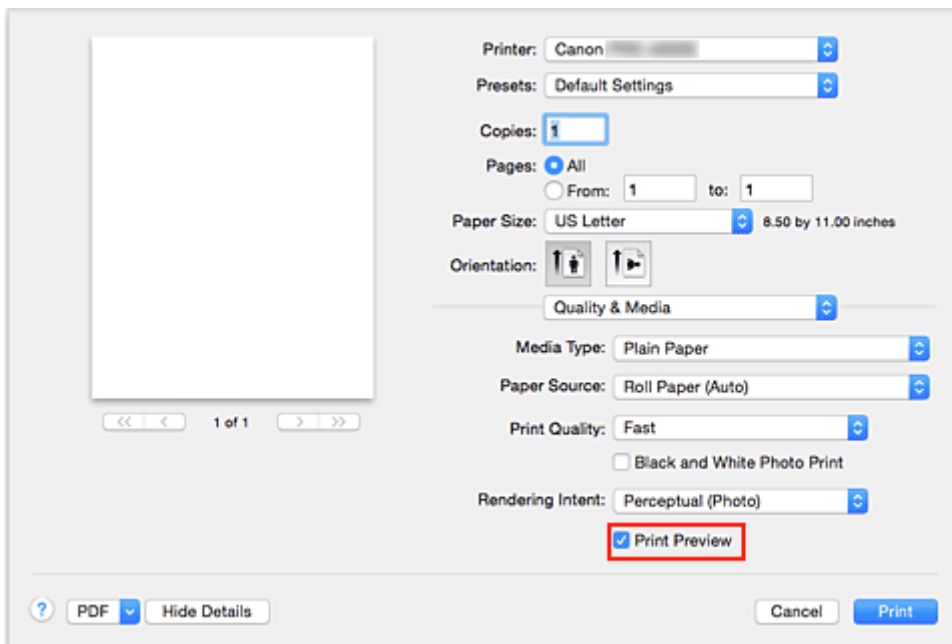 Printer: Canon
Presets: Default Settings
Copies: 1
Pages: All
From: 1 to: 1
Paper Size: US Letter 8.50 by 11.00 inches
Orientation:
Quality & Media
Media Type: Plain Paper
Paper Source: Roll Paper (Auto)
<< < 1 of 1 > >>
Print Quality: Fast
Black and White Photo Print
Rendering Intent: Perceptual (Photo)
Print Preview
? PDF Hide Details Cancel Print